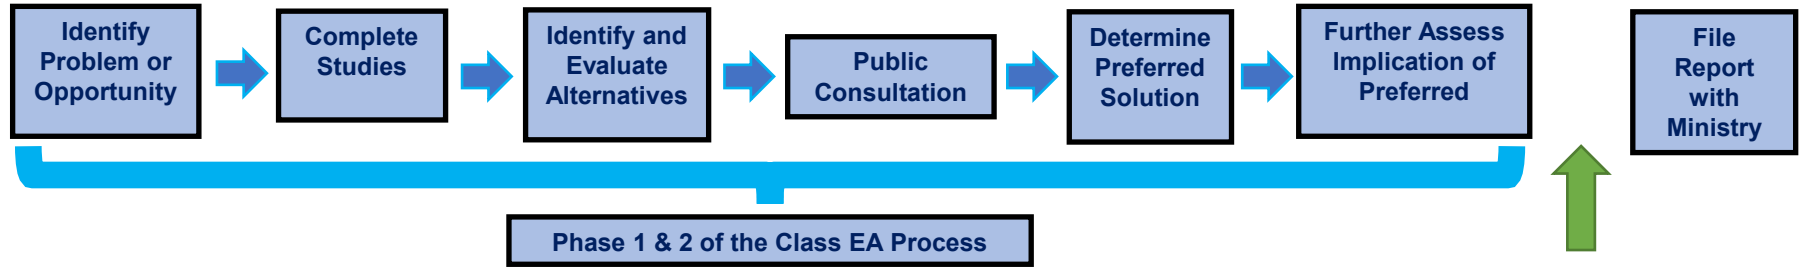 Identify
Problem or
Opportunity
Complete
Studies
Identify and
Evaluate
Alternatives
Public
Consultation
Determine
Preferred
Solution
Further Assess
Implication of
Preferred
File
Report
with
Ministry
Phase 1 & 2 of the Class EA Process